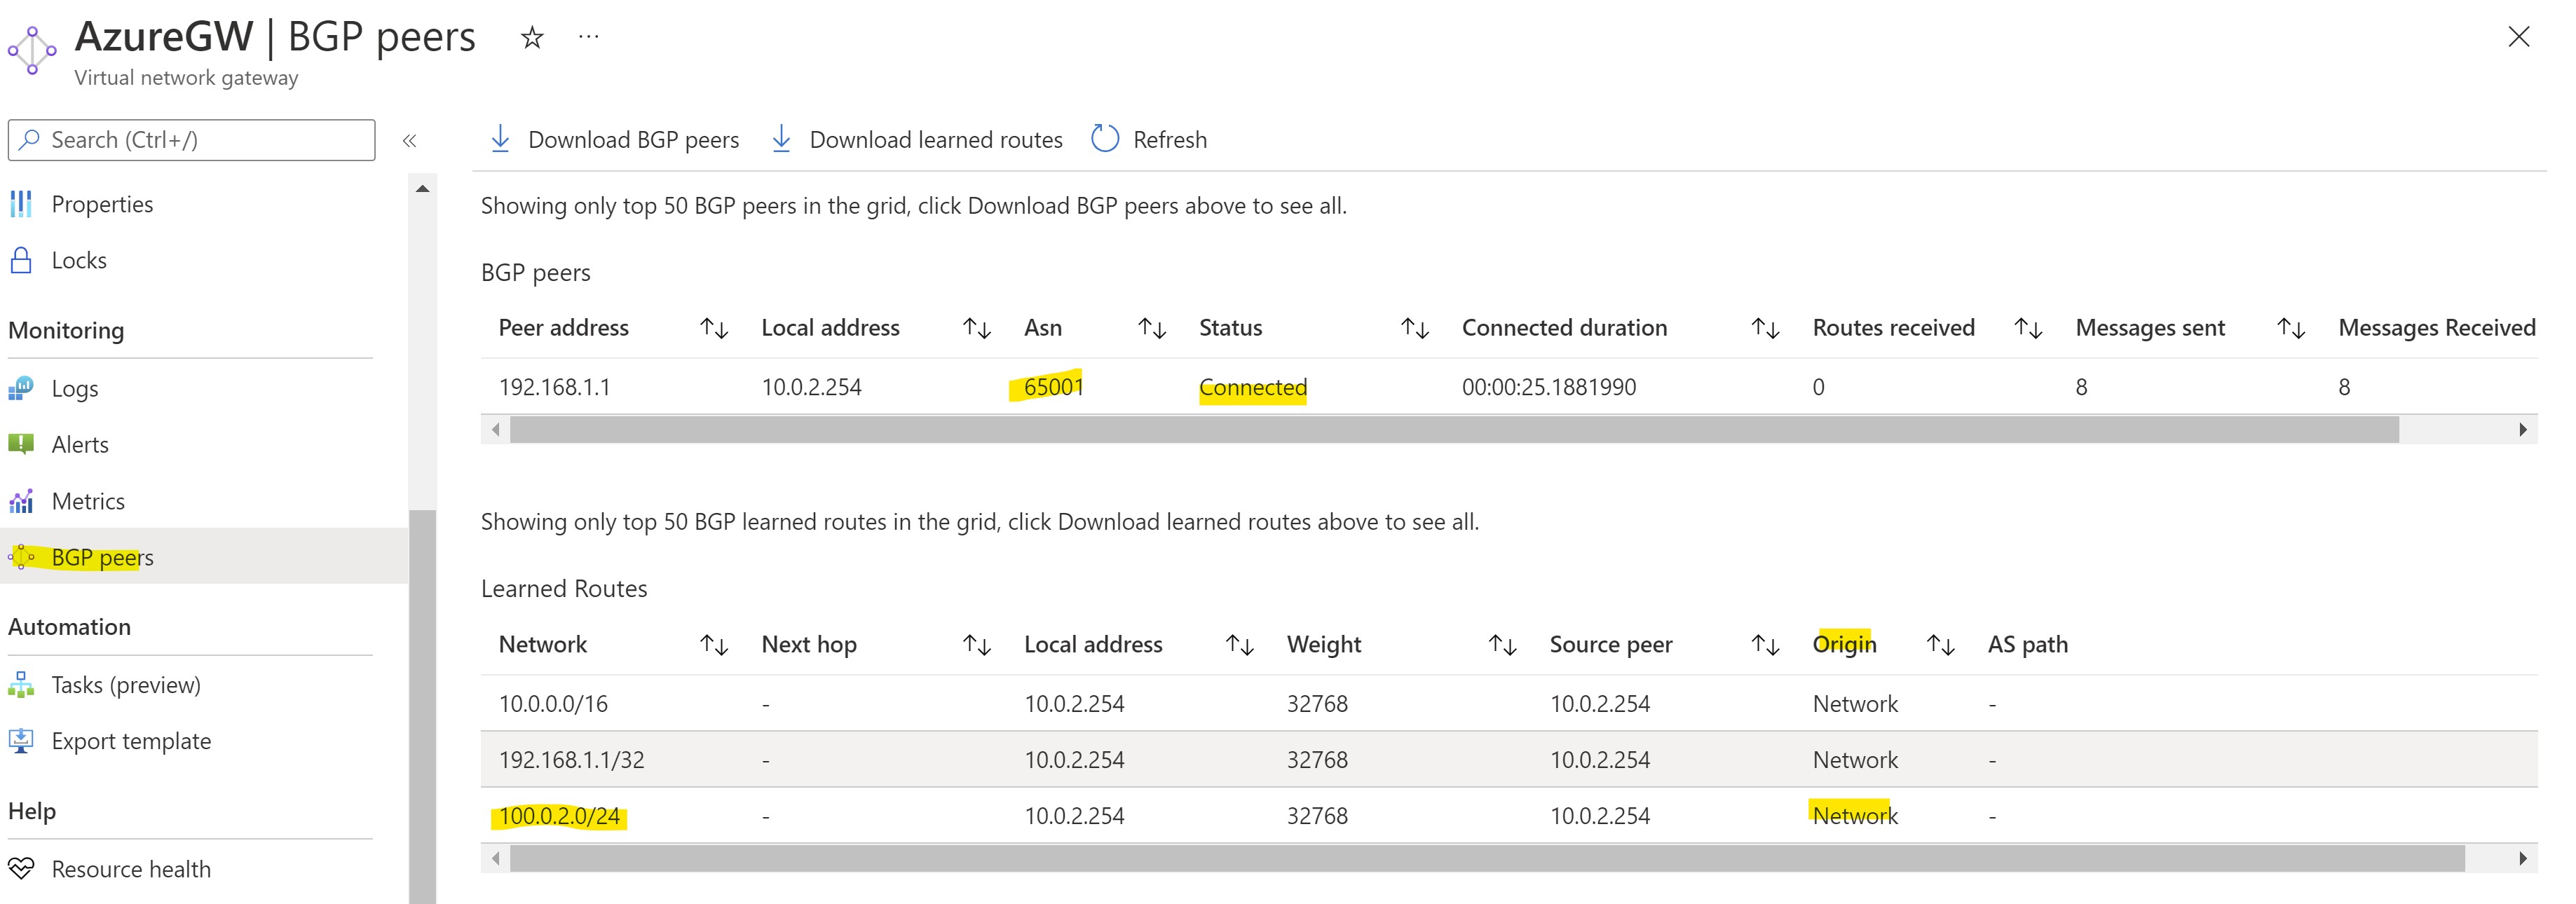 AzureGW | BGP peers ☆ ···
Virtual network gateway
Search (Ctrl+/)
Properties
Locks
Monitoring
Logs
Alerts
Metrics
BGP peers
Automation
Tasks (preview)
Export template
Help
Resource health
Download BGP peers Download learned routes Refresh
Showing only top 50 BGP peers in the grid, click Download BGP peers above to see all.
BGP peers
Peer address Local address Asn Status Connected duration Routes received Messages sent Messages Received
192.168.1.1 10.0.2.254 65001 Connected 00:00:25.1881990 0 8 8
Showing only top 50 BGP learned routes in the grid, click Download learned routes above to see all.
Learned Routes
Network Next hop Local address Weight Source peer Origin AS path
10.0.0.0/16 - 10.0.2.254 32768 10.0.2.254 Network -
192.168.1.1/32 - 10.0.2.254 32768 10.0.2.254 Network -
100.0.2.0/24 - 10.0.2.254 32768 10.0.2.254 Network -